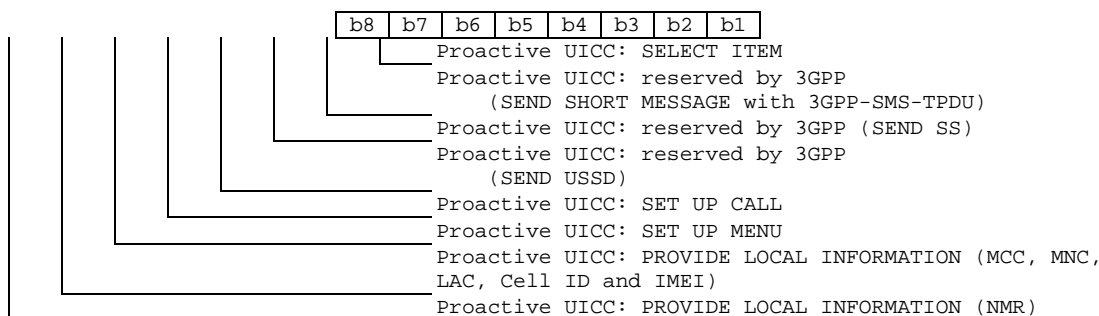 b8 b7 b6 b5 b4 b3 b2 b1
Proactive UICC: SELECT ITEM
Proactive UICC: reserved by 3GPP
(SEND SHORT MESSAGE with 3GPP-SMS-TPDU)
Proactive UICC: reserved by 3GPP (SEND SS)
Proactive UICC: reserved by 3GPP
(SEND USSD)
Proactive UICC: SET UP CALL
Proactive UICC: SET UP MENU
Proactive UICC: PROVIDE LOCAL INFORMATION (MCC, MNC,
LAC, Cell ID and IMEI)
Proactive UICC: PROVIDE LOCAL INFORMATION (NMR)